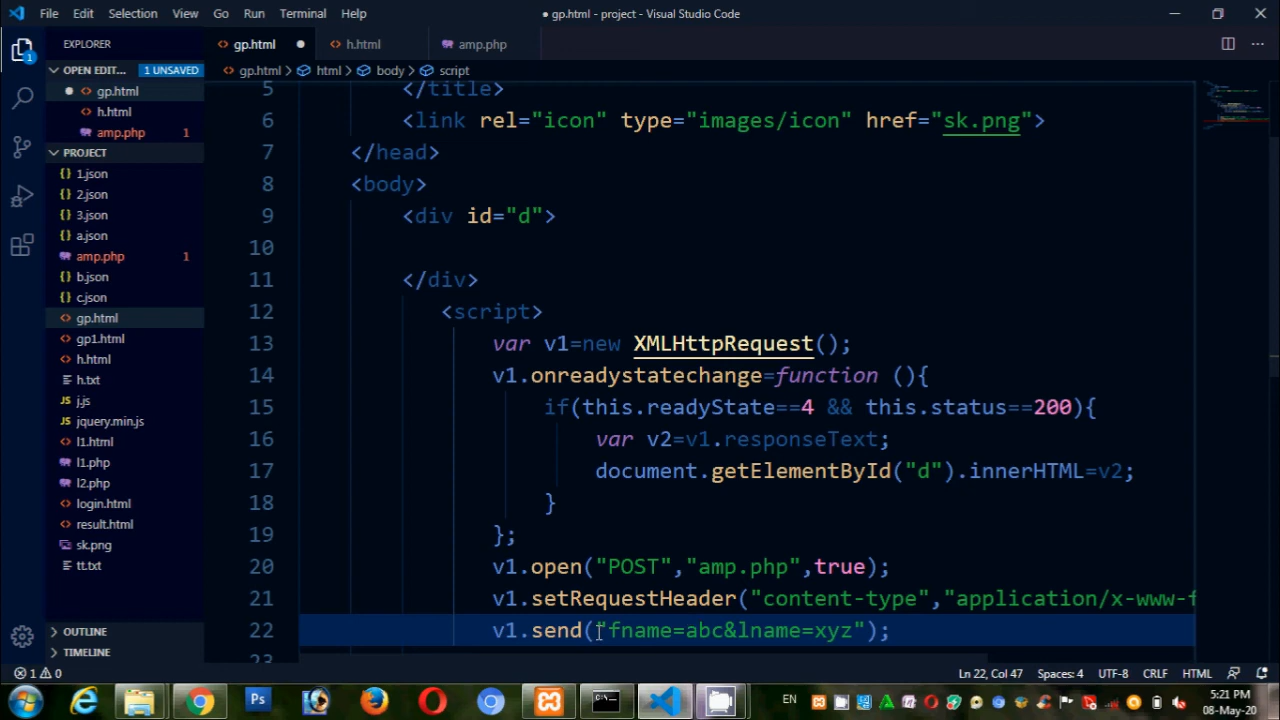 File Edit Selection View Go Run Terminal Help
● gp.html - project - Visual Studio Code
EXPLORER
gp.html ●
h.html
amp.php
OPEN EDIT... 1 UNSAVED
gp.html > html > body > script
● gp.html
h.html
amp.php 1
PROJECT
1.json
2.json
3.json
a.json
amp.php 1
b.json
c.json
gp.html
gp1.html
h.html
h.txt
j.js
jquery.min.js
l1.html
l1.php
l2.php
login.html
result.html
sk.png
tt.txt
OUTLINE
TIMELINE
5 </title>
6 <link rel="icon" type="images/icon" href="sk.png">
7 </head>
8 <body>
9 <div id="d">
10
11 </div>
12 <script>
13 var v1=new XMLHttpRequest();
14 v1.onreadystatechange=function (){
15 if(this.readyState==4 && this.status==200){
16 var v2=v1.responseText;
17 document.getElementById("d").innerHTML=v2;
18 }
19 };
20 v1.open("POST","amp.php",true);
21 v1.setRequestHeader("content-type","application/x-www-f
22 v1.send("fname=abc&lname=xyz");
23
1 0
Ln 22, Col 47 Spaces: 4 UTF-8 CRLF HTML
Ps
EN
5:21 PM
08-May-20